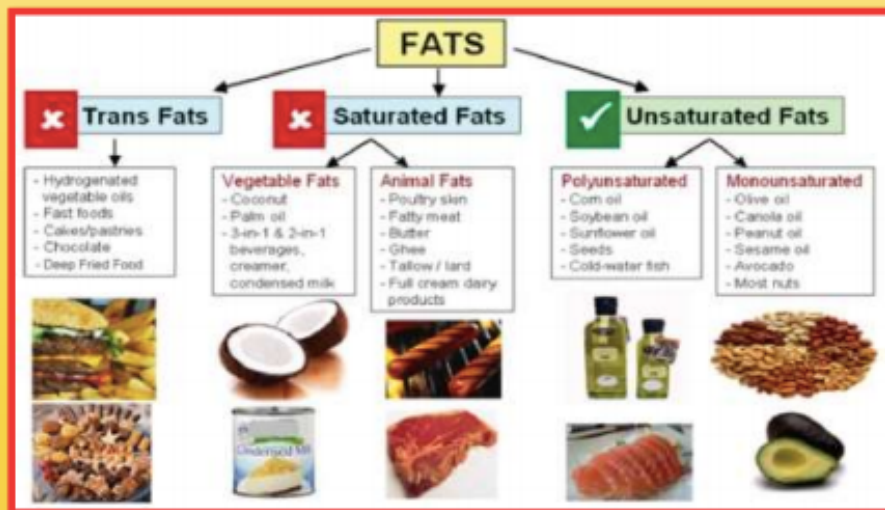 FATS
Trans Fats
Saturated Fats
Unsaturated Fats
- Hydrogenated
vegetable oils
- Fast foods
- Cakes/pastries
- Chocolate
- Deep Fried Food
Vegetable Fats
- Coconut
- Palm oil
- 3-in-1 & 2-in-1
beverages,
creamer,
condensed milk
Animal Fats
- Poultry skin
- Fatty meat
- Butter
- Ghee
- Tallow / lard
- Full cream dairy
products
Polyunsaturated
- Corn oil
- Soybean oil
- Sunflower oil
- Seeds
- Cold-water fish
Monounsaturated
- Olive oil
- Canola oil
- Peanut oil
- Sesame oil
- Avocado
- Most nuts